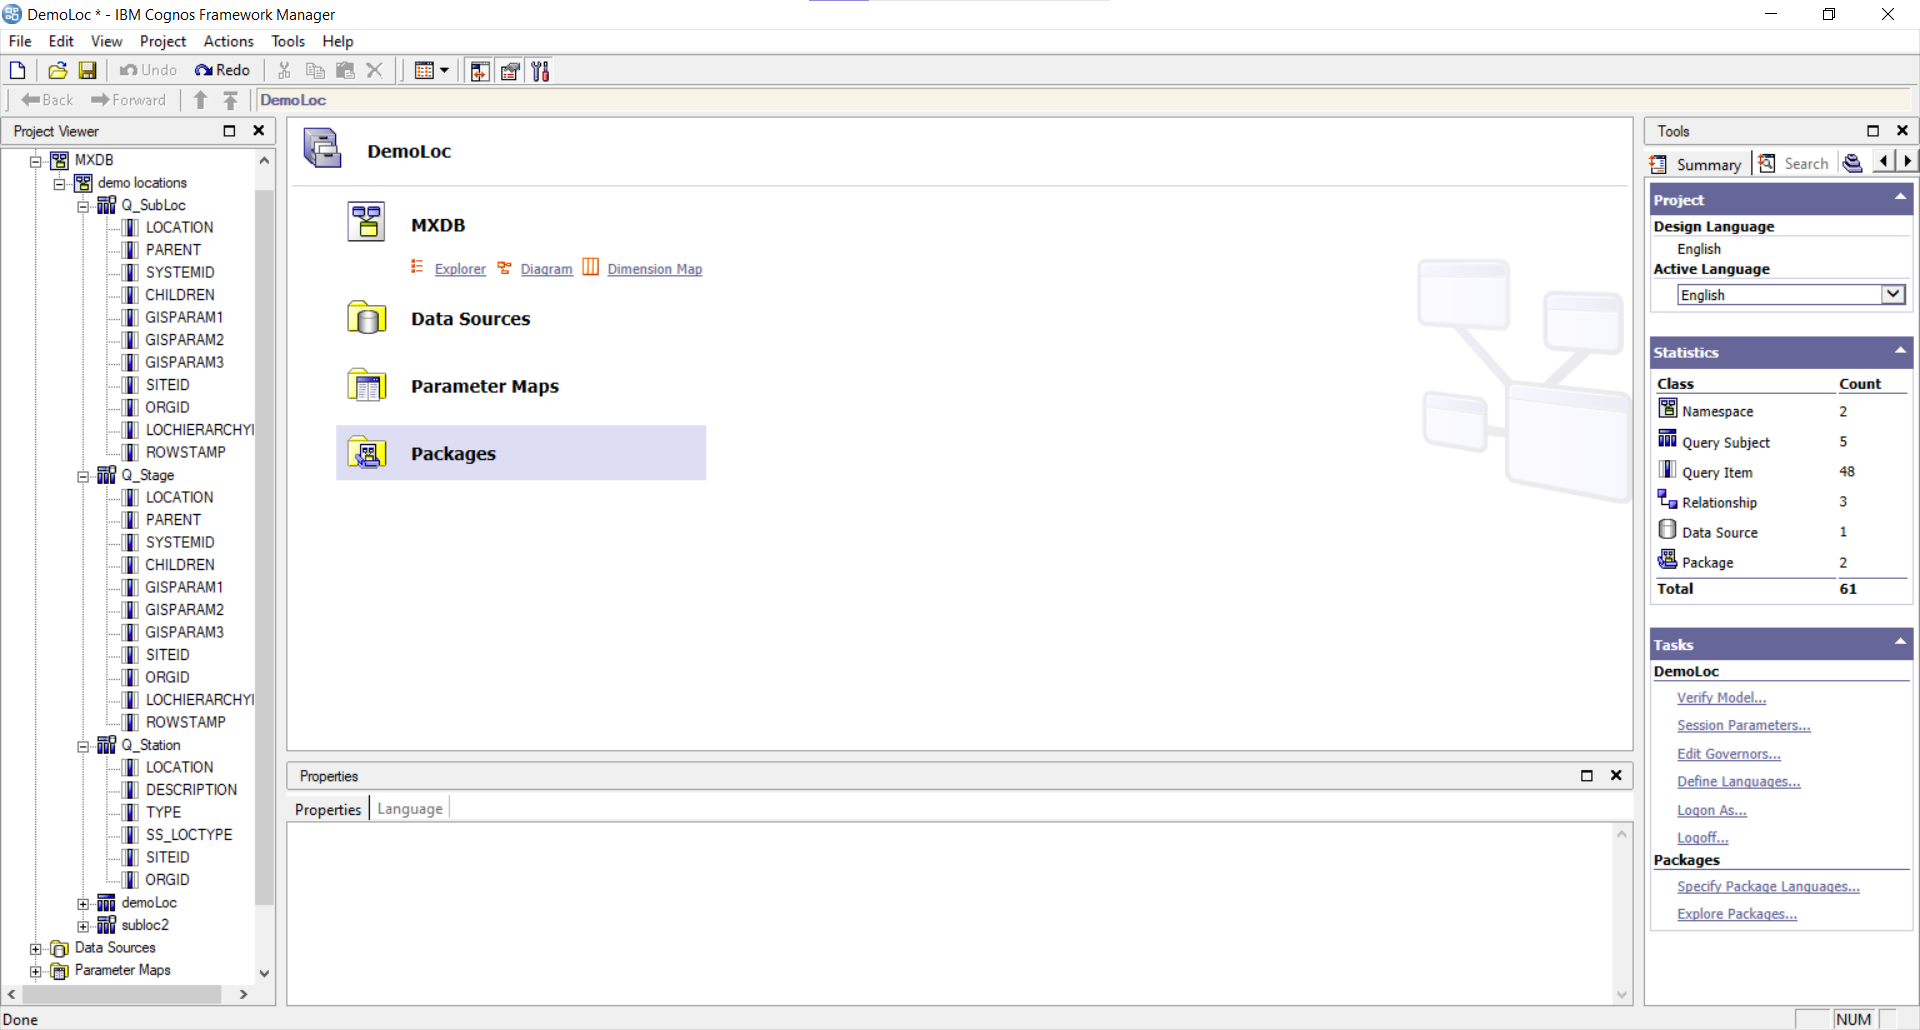 DemoLoc * - IBM Cognos Framework Manager
File Edit View Project Actions Tools Help
Undo Redo
Back Forward DemoLoc
Project Viewer
MXDB
demo locations
Q_SubLoc
LOCATION
PARENT
SYSTEMID
CHILDREN
GISPARAM1
GISPARAM2
GISPARAM3
SITEID
ORGID
LOCHIERARCHYI
ROWSTAMP
Q_Stage
LOCATION
PARENT
SYSTEMID
CHILDREN
GISPARAM1
GISPARAM2
GISPARAM3
SITEID
ORGID
LOCHIERARCHYI
ROWSTAMP
Q_Station
LOCATION
DESCRIPTION
TYPE
SS_LOCTYPE
SITEID
ORGID
demoLoc
subloc2
Data Sources
Parameter Maps
DemoLoc
MXDB
Explorer Diagram Dimension Map
Data Sources
Parameter Maps
Packages
Properties
Properties Language
Tools
Summary Search
Project
Design Language
English
Active Language
English
Statistics
Class Count
Namespace 2
Query Subject 5
Query Item 48
Relationship 3
Data Source 1
Package 2
Total 61
Tasks
DemoLoc
Verify Model...
Session Parameters...
Edit Governors...
Define Languages...
Logon As...
Logoff...
Packages
Specify Package Languages...
Explore Packages...
Done
NUM